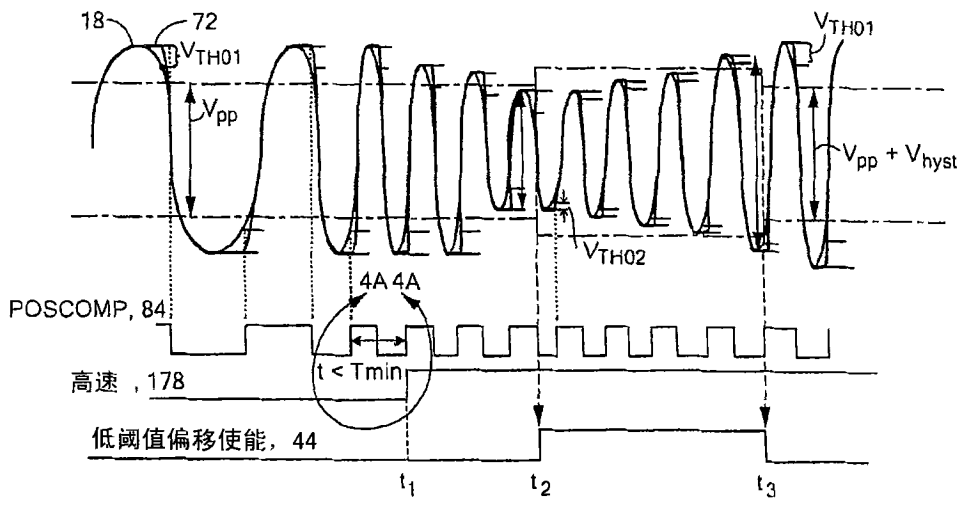 18
72
V_TH01
V_TH01
V_pp
V_pp + V_hyst
V_TH02
4A 4A
POSCOMP, 84
t < Tmin
高速 , 178
低阈值偏移使能, 44
t_1
t_2
t_3